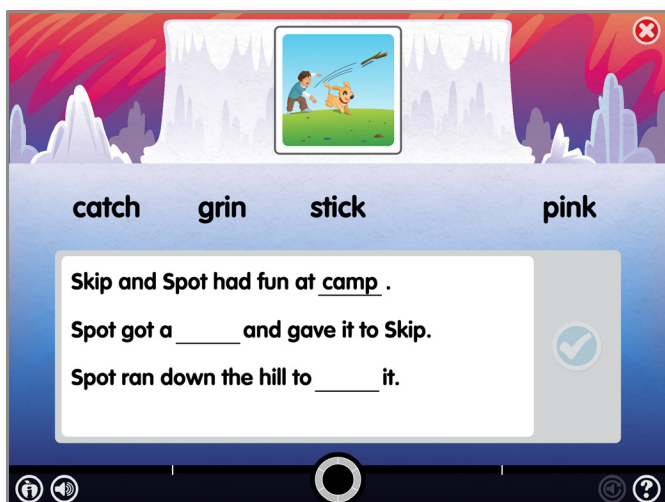 catch grin stick pink
Skip and Spot had fun at camp .
Spot got a ______ and gave it to Skip.
Spot ran down the hill to ______ it.